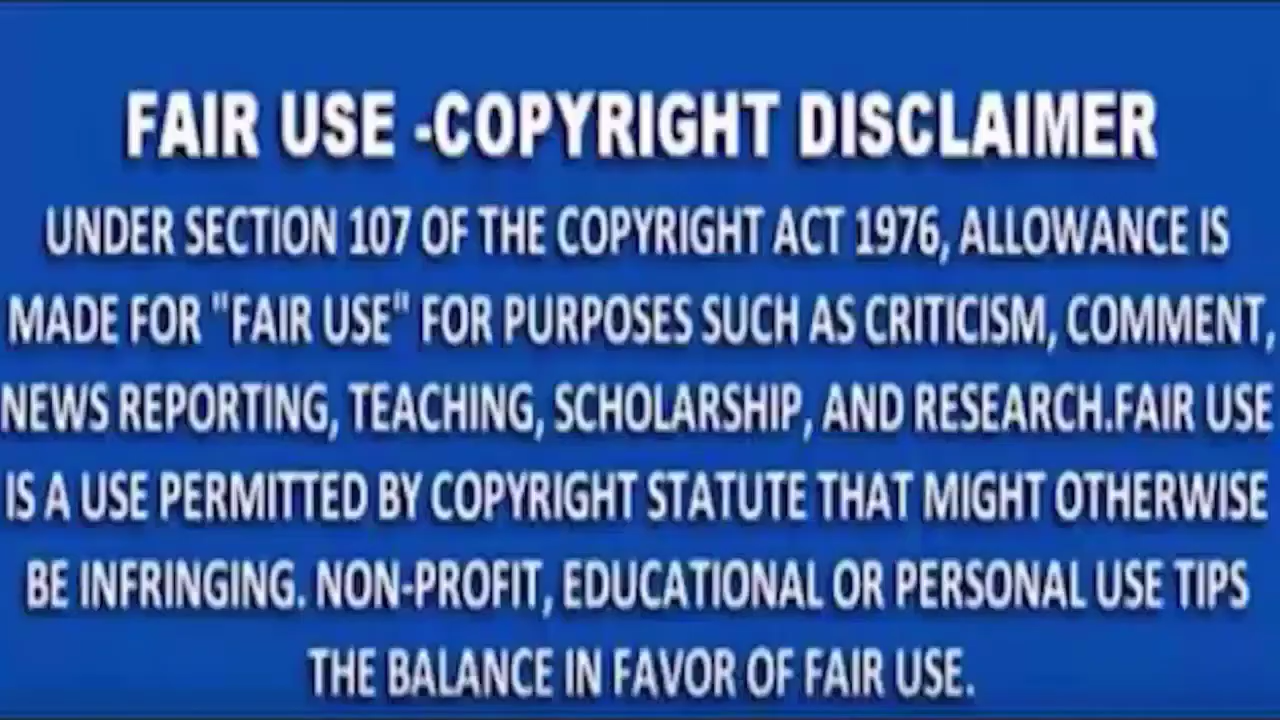 FAIR USE -COPYRIGHT DISCLAIMER
UNDER SECTION 107 OF THE COPYRIGHT ACT 1976, ALLOWANCE IS
MADE FOR "FAIR USE" FOR PURPOSES SUCH AS CRITICISM, COMMENT,
NEWS REPORTING, TEACHING, SCHOLARSHIP, AND RESEARCH.FAIR USE
IS A USE PERMITTED BY COPYRIGHT STATUTE THAT MIGHT OTHERWISE
BE INFRINGING. NON-PROFIT, EDUCATIONAL OR PERSONAL USE TIPS
THE BALANCE IN FAVOR OF FAIR USE.